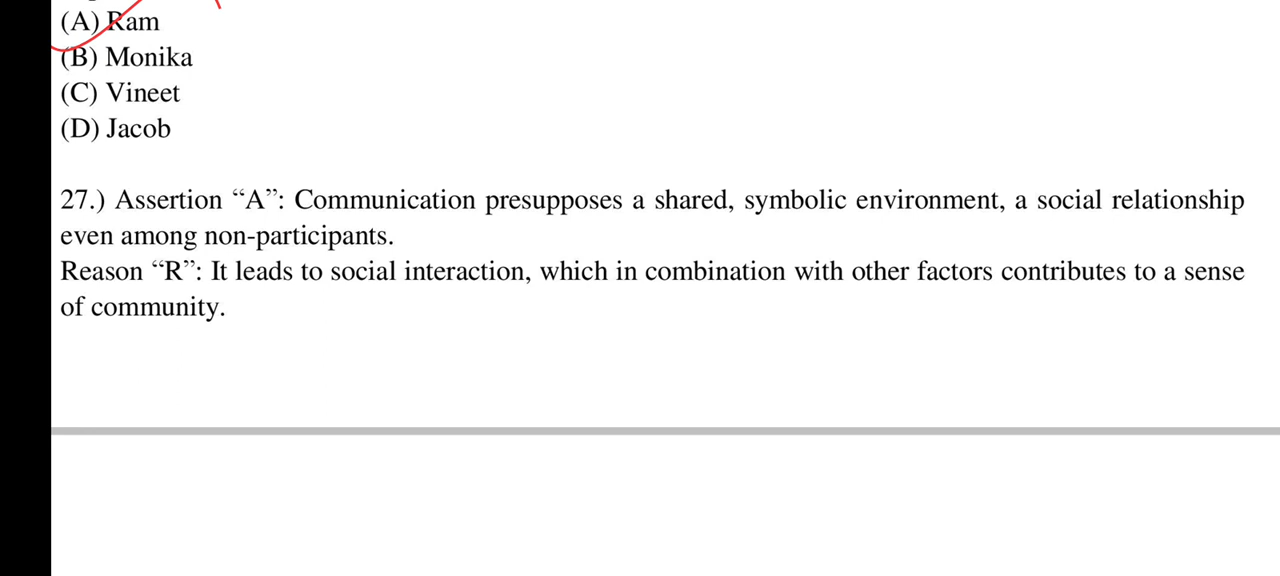 (A) Ram
(B) Monika
(C) Vineet
(D) Jacob
27.) Assertion “A”: Communication presupposes a shared, symbolic environment, a social relationship
even among non-participants.
Reason “R”: It leads to social interaction, which in combination with other factors contributes to a sense
of community.